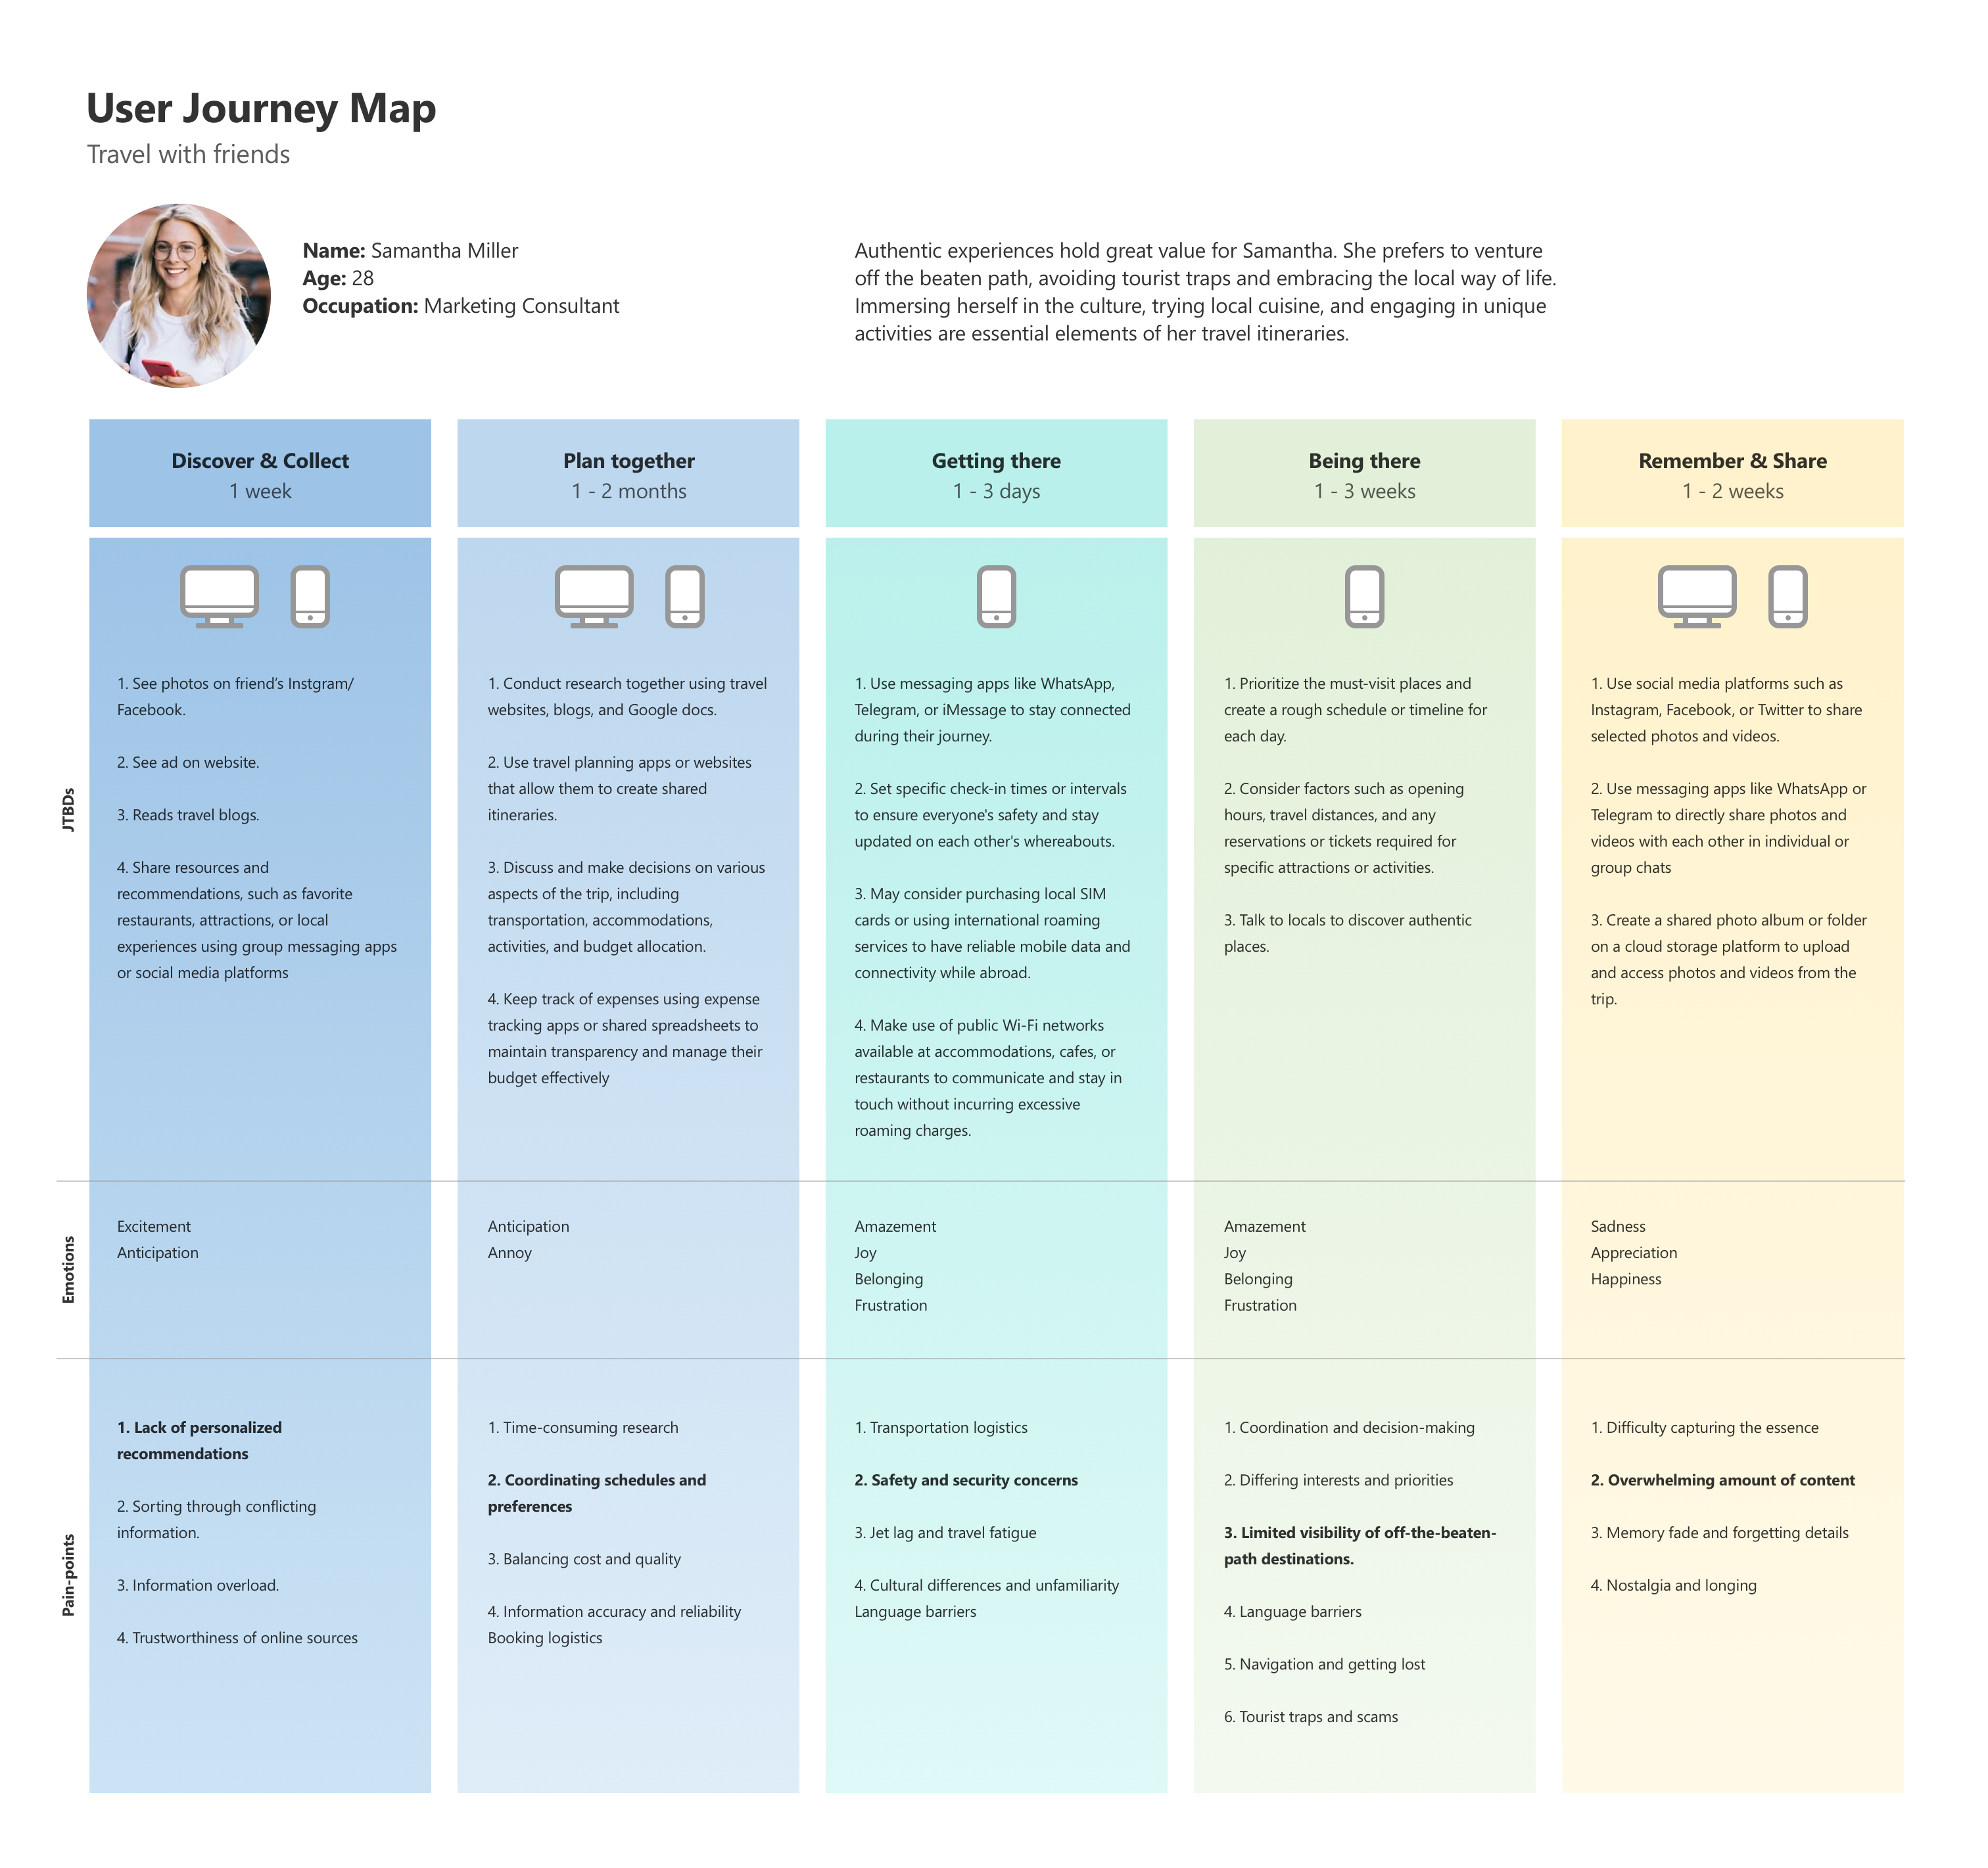 User Journey Map
Travel with friends
Name: Samantha Miller
Age: 28
Occupation: Marketing Consultant
Authentic experiences hold great value for Samantha. She prefers to venture
off the beaten path, avoiding tourist traps and embracing the local way of life.
Immersing herself in the culture, trying local cuisine, and engaging in unique
activities are essential elements of her travel itineraries.
Discover & Collect
1 week
Plan together
1 - 2 months
Getting there
1 - 3 days
Being there
1 - 3 weeks
Remember & Share
1 - 2 weeks
JTBDs
1. See photos on friend's Instgram/
Facebook.
2. See ad on website.
3. Reads travel blogs.
4. Share resources and
recommendations, such as favorite
restaurants, attractions, or local
experiences using group messaging apps
or social media platforms
1. Conduct research together using travel
websites, blogs, and Google docs.
2. Use travel planning apps or websites
that allow them to create shared
itineraries.
3. Discuss and make decisions on various
aspects of the trip, including
transportation, accommodations,
activities, and budget allocation.
4. Keep track of expenses using expense
tracking apps or shared spreadsheets to
maintain transparency and manage their
budget effectively
1. Use messaging apps like WhatsApp,
Telegram, or iMessage to stay connected
during their journey.
2. Set specific check-in times or intervals
to ensure everyone's safety and stay
updated on each other's whereabouts.
3. May consider purchasing local SIM
cards or using international roaming
services to have reliable mobile data and
connectivity while abroad.
4. Make use of public Wi-Fi networks
available at accommodations, cafes, or
restaurants to communicate and stay in
touch without incurring excessive
roaming charges.
1. Prioritize the must-visit places and
create a rough schedule or timeline for
each day.
2. Consider factors such as opening
hours, travel distances, and any
reservations or tickets required for
specific attractions or activities.
3. Talk to locals to discover authentic
places.
1. Use social media platforms such as
Instagram, Facebook, or Twitter to share
selected photos and videos.
2. Use messaging apps like WhatsApp or
Telegram to directly share photos and
videos with each other in individual or
group chats
3. Create a shared photo album or folder
on a cloud storage platform to upload
and access photos and videos from the
trip.
Emotions
Excitement
Anticipation
Anticipation
Annoy
Amazement
Joy
Belonging
Frustration
Amazement
Joy
Belonging
Frustration
Sadness
Appreciation
Happiness
Pain-points
1. Lack of personalized
recommendations
2. Sorting through conflicting
information.
3. Information overload.
4. Trustworthiness of online sources
1. Time-consuming research
2. Coordinating schedules and
preferences
3. Balancing cost and quality
4. Information accuracy and reliability
Booking logistics
1. Transportation logistics
2. Safety and security concerns
3. Jet lag and travel fatigue
4. Cultural differences and unfamiliarity
Language barriers
1. Coordination and decision-making
2. Differing interests and priorities
3. Limited visibility of off-the-beaten-
path destinations.
4. Language barriers
5. Navigation and getting lost
6. Tourist traps and scams
1. Difficulty capturing the essence
2. Overwhelming amount of content
3. Memory fade and forgetting details
4. Nostalgia and longing